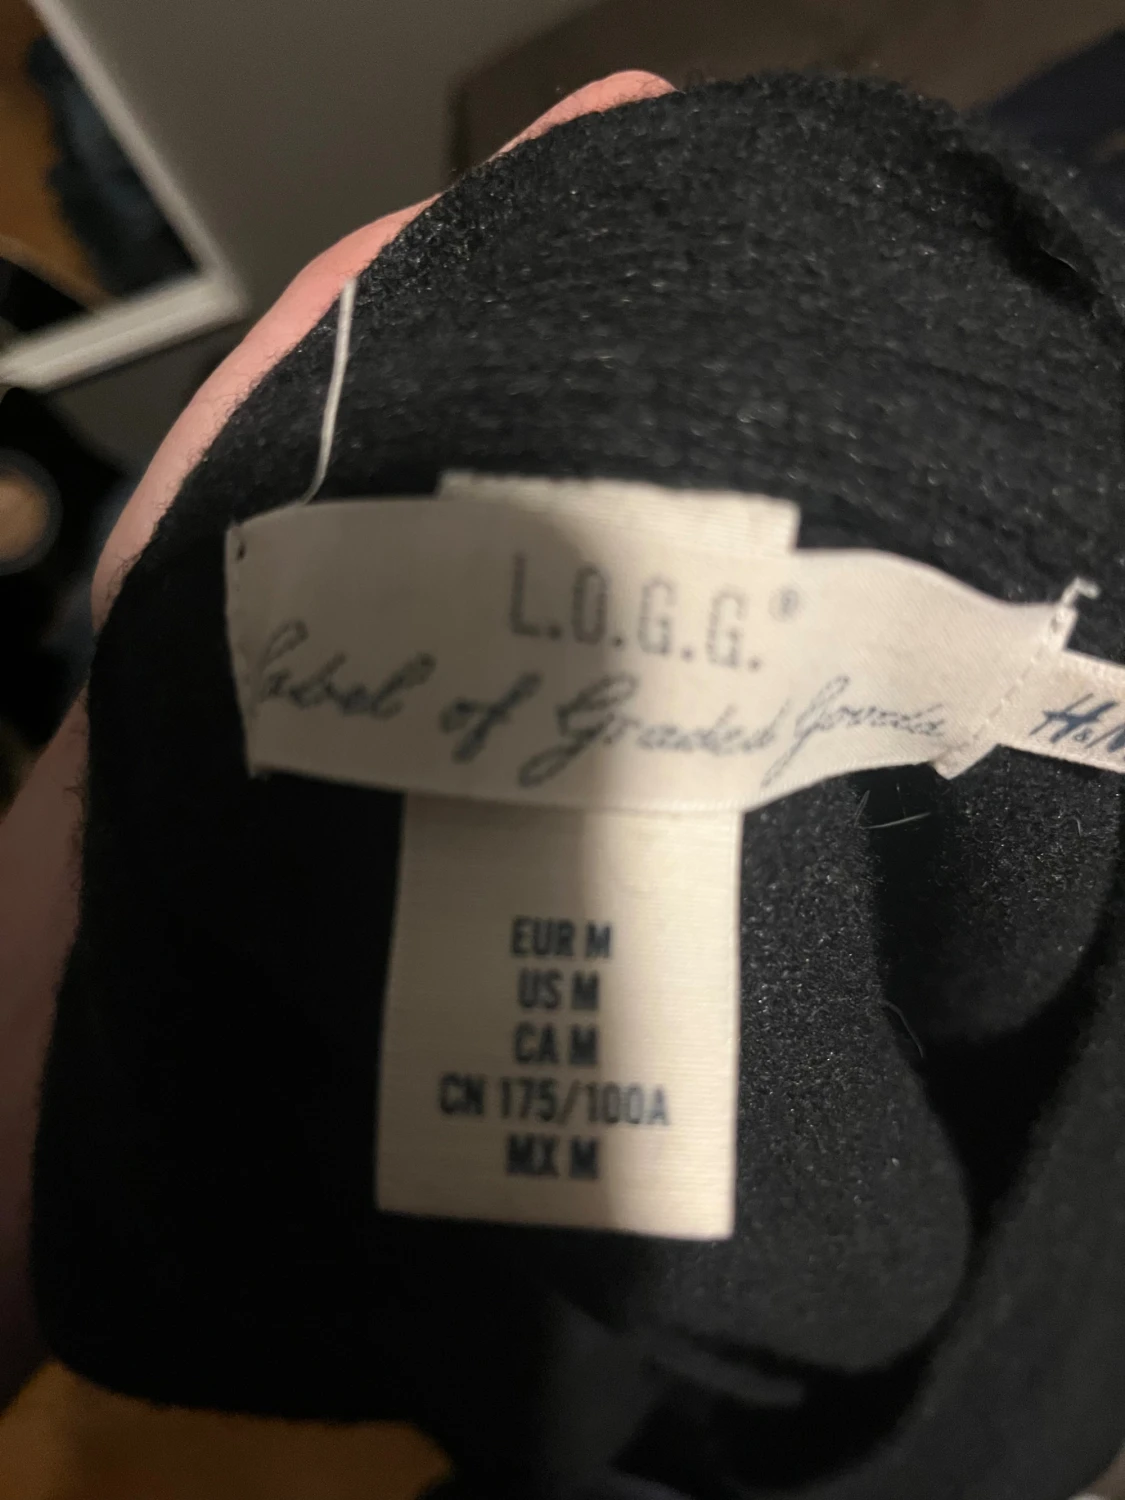 L.O.G.G.®
Label of Graded Goods
H&M
EUR M
US M
CA M
CN 175/100A
MX M